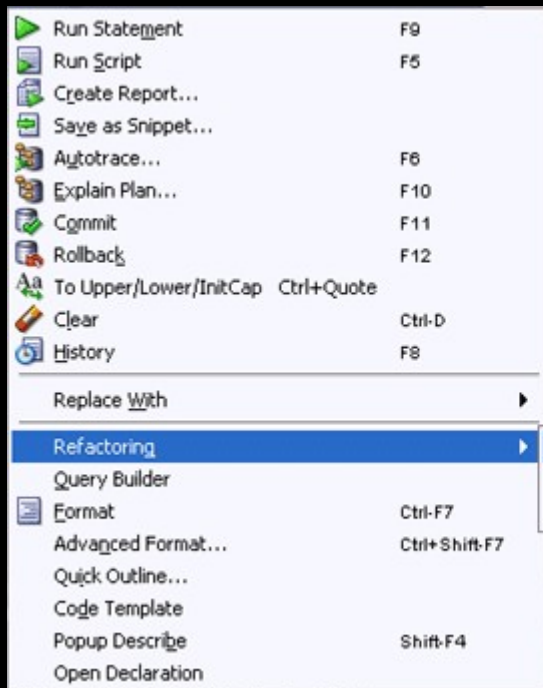 Run Statement F9
Run Script F5
Create Report...
Save as Snippet...
Autotrace... F6
Explain Plan... F10
Commit F11
Rollback F12
To Upper/Lower/InitCap Ctrl+Quote
Clear Ctrl-D
History F8
Replace With
Refactoring
Query Builder
Format Ctrl-F7
Advanced Format... Ctrl+Shift-F7
Quick Outline...
Code Template
Popup Describe Shift-F4
Open Declaration